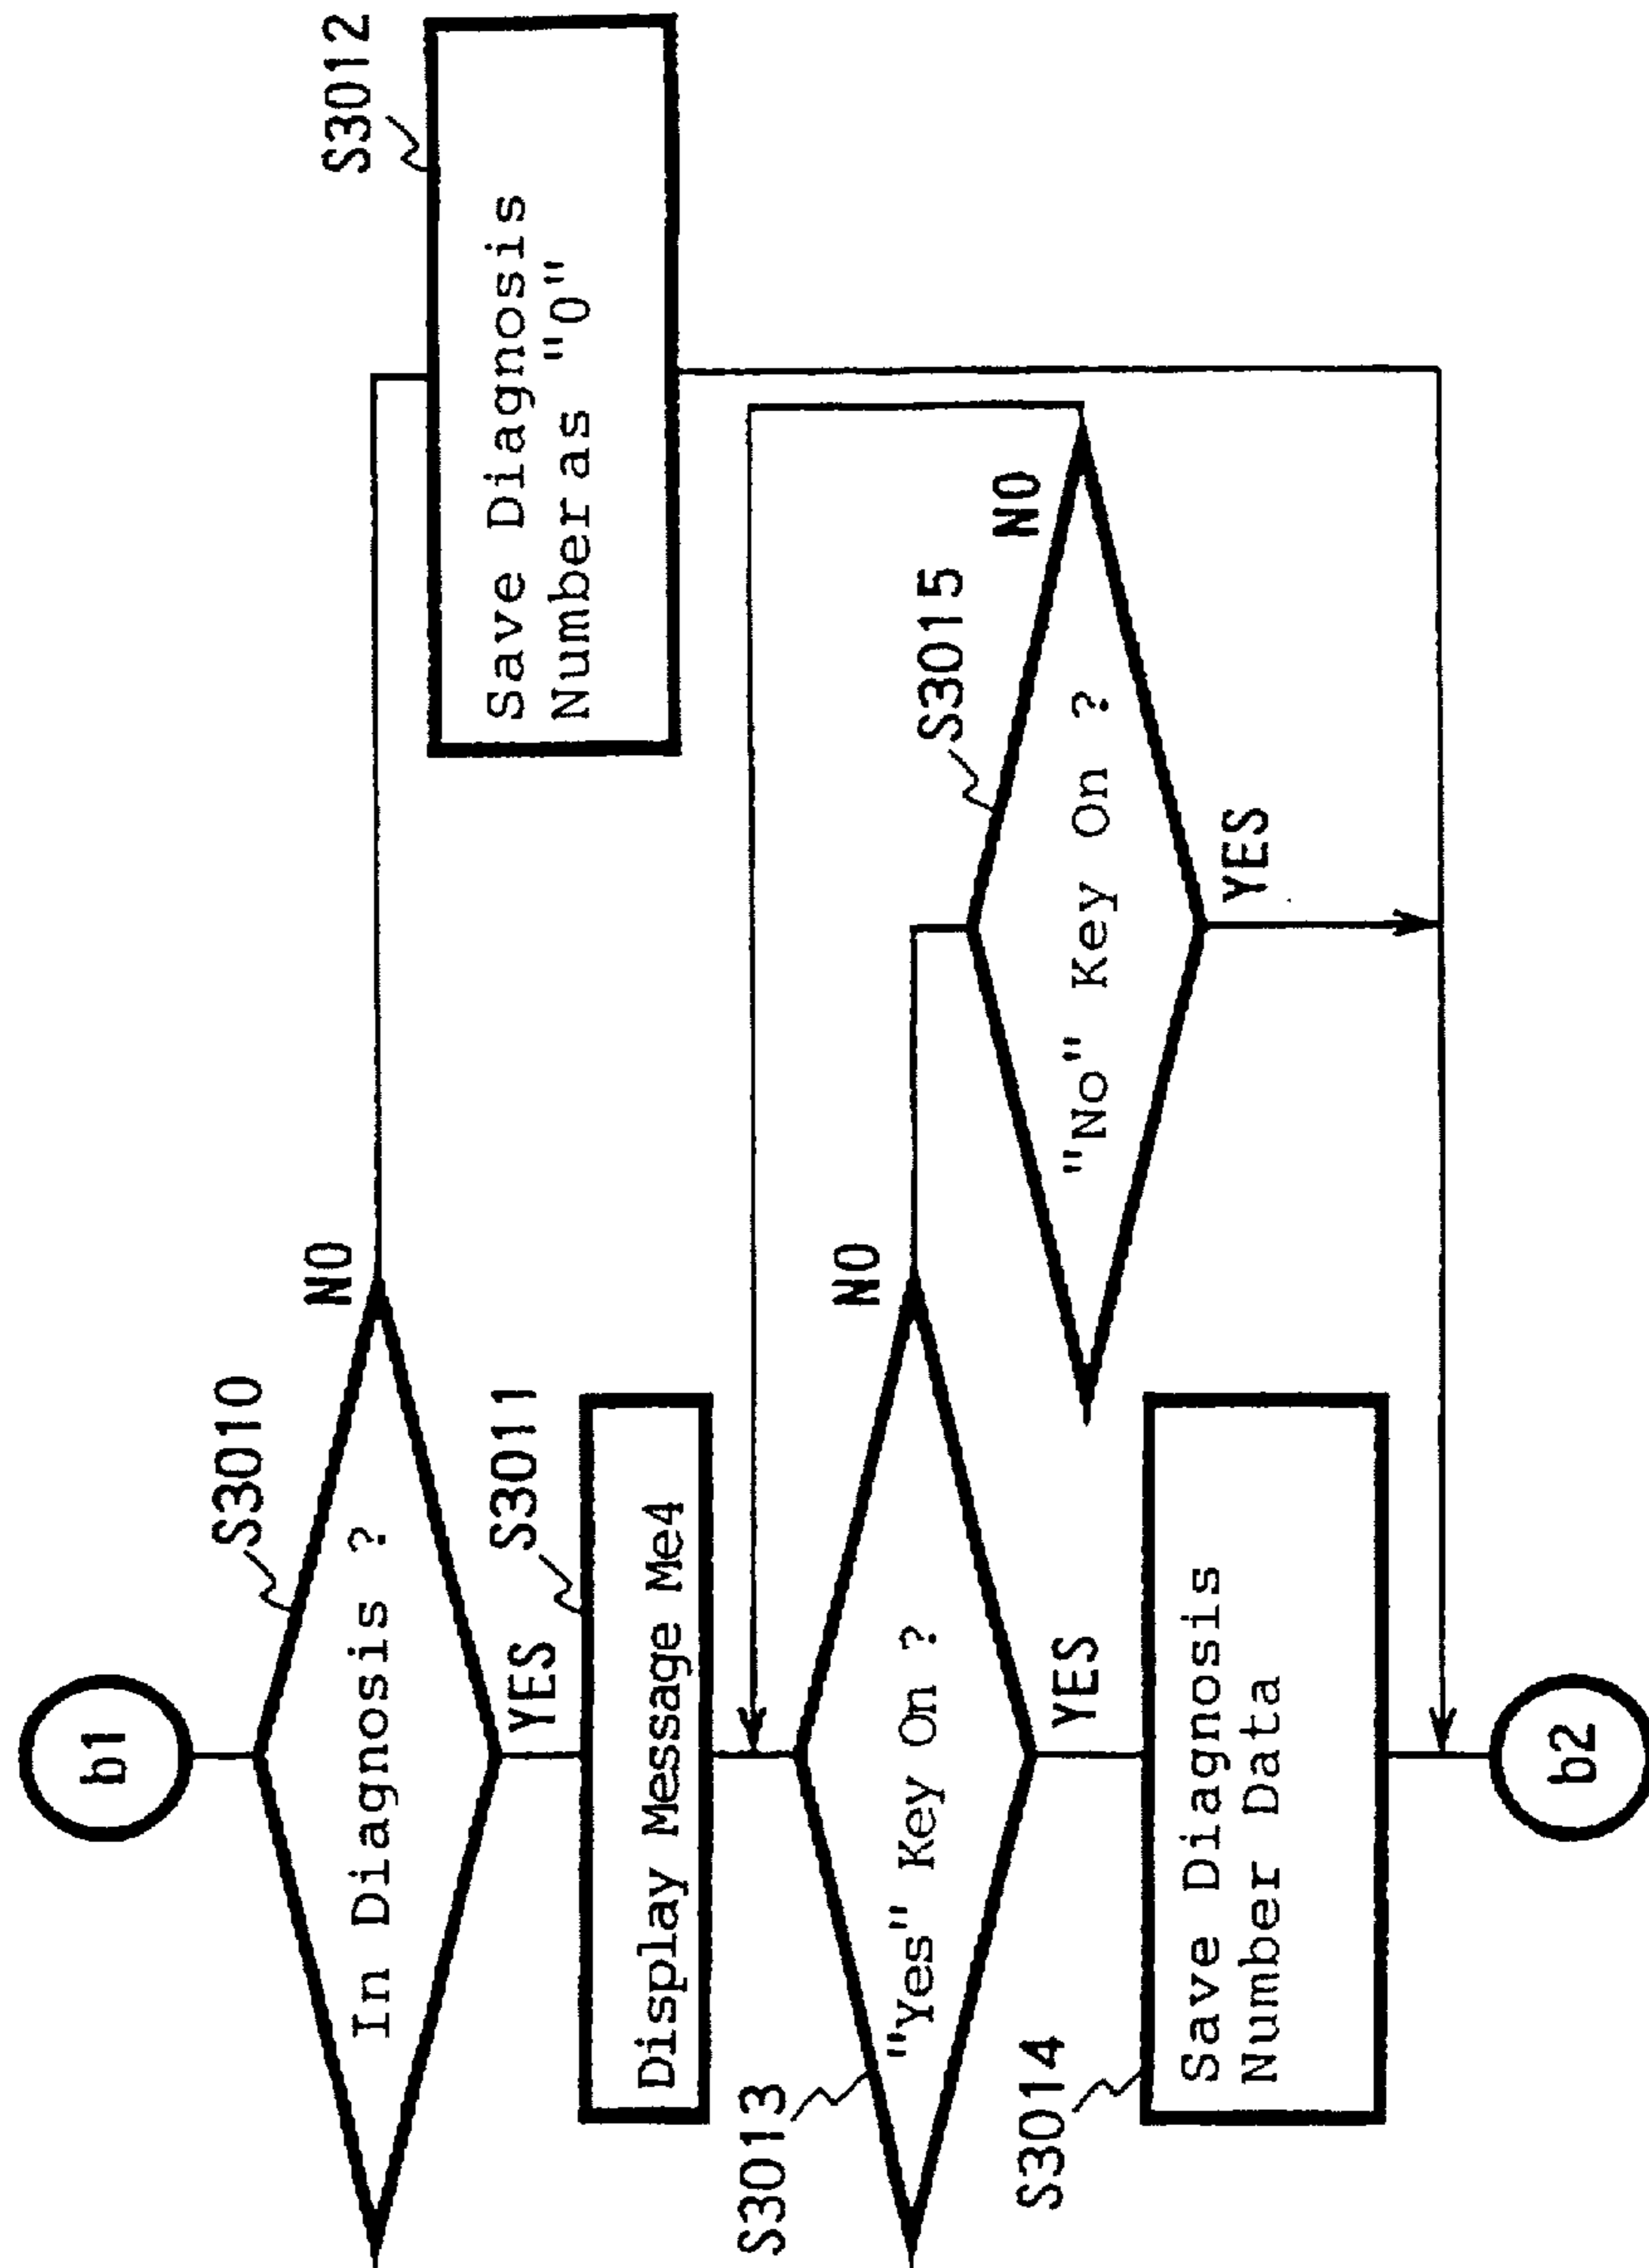 b1
S3010
In Diagnosis ?
NO
YES
S3012
Save Diagnosis
Number as "0"
S3011
Display Message Me4
S3013
"Yes" Key On ?
NO
YES
S3015
"No" Key On ?
NO
YES
S3014
Save Diagnosis
Number Data
b2